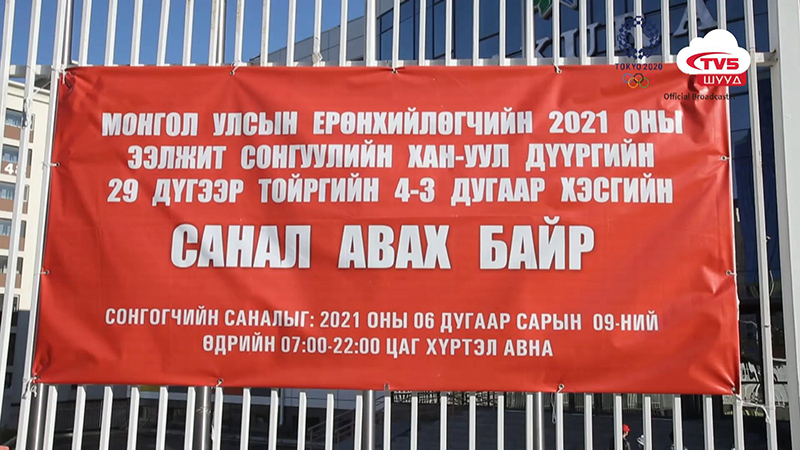 TOKYO 2020
TV5
ШУУД
Official Broadcaster
МОНГОЛ УЛСЫН ЕРӨНХИЙЛӨГЧИЙН 2021 ОНЫ
ЭЭЛЖИТ СОНГУУЛИЙН ХАН-УУЛ ДҮҮРГИЙН
29 ДҮГЭЭР ТОЙРГИЙН 4-3 ДУГААР ХЭСГИЙН
САНАЛ АВАХ БАЙР
СОНГОГЧИЙН САНАЛЫГ: 2021 ОНЫ 06 ДУГААР САРЫН 09-НИЙ
ӨДРИЙН 07:00-22:00 ЦАГ ХҮРТЭЛ АВНА